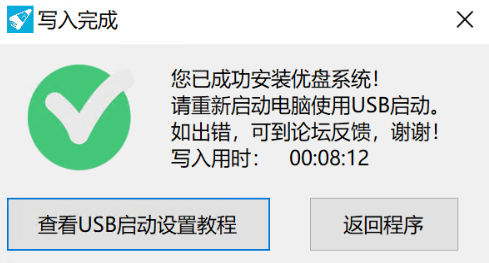 写入完成
您已成功安装优盘系统！
请重新启动电脑使用USB启动。
如出错，可到论坛反馈，谢谢！
写入用时： 00:08:12
查看USB启动设置教程
返回程序